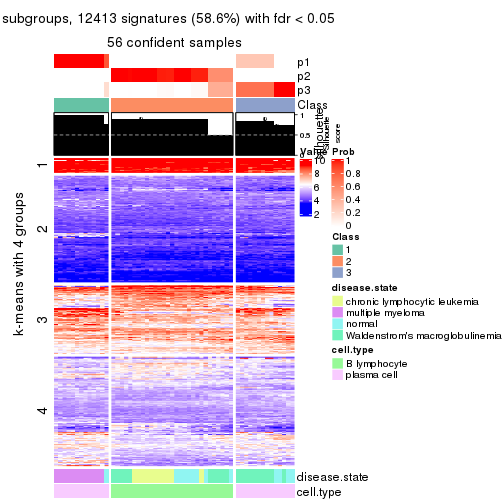 subgroups, 12413 signatures (58.6%) with fdr < 0.05
56 confident samples
p1
p2
p3
Class
1
0.5
silhouette
score
k-means with 4 groups
1
2
3
4
Value
10
8
6
4
2
Prob
1
0.8
0.6
0.4
0.2
0
Class
1
2
3
disease.state
chronic lymphocytic leukemia
multiple myeloma
normal
Waldenstrom's macroglobulinemia
cell.type
B lymphocyte
plasma cell
disease.state
cell.type